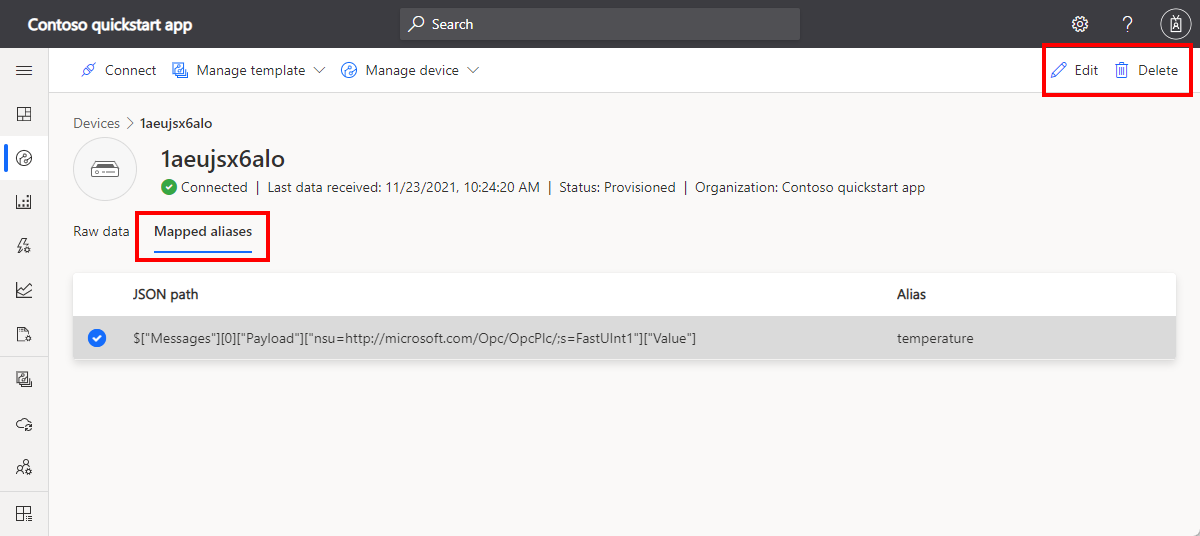 Contoso quickstart app
Search
Connect Manage template Manage device Edit Delete
Devices > 1aeujsx6alo
1aeujsx6alo
Connected | Last data received: 11/23/2021, 10:24:20 AM | Status: Provisioned | Organization: Contoso quickstart app
Raw data Mapped aliases
JSON path Alias
$["Messages"][0]["Payload"]["nsu=http://microsoft.com/Opc/OpcPlc/;s=FastUInt1"]["Value"] temperature